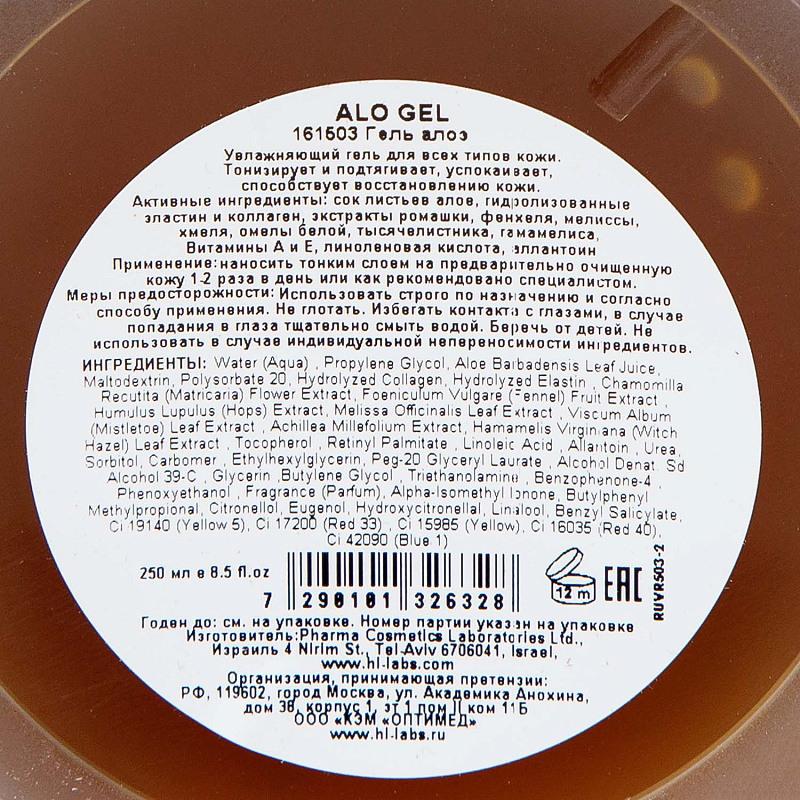 ALO GEL
161503 Гель алоэ
Увлажняющий гель для всех типов кожи.
Тонизирует и подтягивает, успокаивает,
способствует восстановлению кожи.
Активные ингредиенты: сок листьев алое, гидролизованные
эластин и коллаген, экстракты ромашки, фенхеля, мелиссы,
хмеля, омелы белой, тысячелистника, гамамелиса,
Витамины А и Е, линоленовая кислота, аллантоин
Применение: наносить тонким слоем на предварительно очищенную
кожу 1-2 раза в день или как рекомендовано специалистом.
Меры предосторожности: Использовать строго по назначению и согласно
способу применения. Не глотать. Избегать контакта с глазами, в случае
попадания в глаза тщательно смыть водой. Беречь от детей. Не
использовать в случае индивидуальной непереносимости ингредиентов.
ИНГРЕДИЕНТЫ: Water (Aqua) , Propylene Glycol, Aloe Barbadensis Leaf Juice,
Maltodextrin, Polysorbate 20, Hydrolyzed Collagen, Hydrolyzed Elastin , Chamomilla
Recutita (Matricaria) Flower Extract, Foeniculum Vulgare (Fennel) Fruit Extract ,
Humulus Lupulus (Hops) Extract, Melissa Officinalis Leaf Extract , Viscum Album
(Mistletoe) Leaf Extract , Achillea Millefolium Extract, Hamamelis Virginiana (Witch
Hazel) Leaf Extract , Tocopherol , Retinyl Palmitate , Linoleic Acid , Allantoin , Urea,
Sorbitol, Carbomer , Ethylhexylglycerin, Peg-20 Glyceryl Laurate , Alcohol Denat. Sd
Alcohol 39-C , Glycerin ,Butylene Glycol , Triethanolamine , Benzophenone-4 ,
Phenoxyethanol , Fragrance (Parfum), Alpha-Isomethyl Ionone, Butylphenyl
Methylpropional, Citronellol, Eugenol, Hydroxycitronellal, Linalool, Benzyl Salicylate,
Ci 19140 (Yellow 5), Ci 17200 (Red 33) , Ci 15985 (Yellow), Ci 16035 (Red 40),
Ci 42090 (Blue 1)
250 мл e 8.5 fl.oz
7 290101 326328
12 m
EAC
RUVR503-2
Годен до: см. на упаковке. Номер партии указан на упаковке
Изготовитель:Pharma Cosmetics Laboratories Ltd.,
Израиль 4 Nirim St., Tel-Aviv 6706041, Israel,
www.hl-labs.com
Организация, принимающая претензии:
РФ, 119602, город Москва, ул. Академика Анохина,
дом 38, корпус 1, эт 1 пом II ком 11Б
ООО «КЭМ «ОПТИМЕД»
www.hl-labs.ru